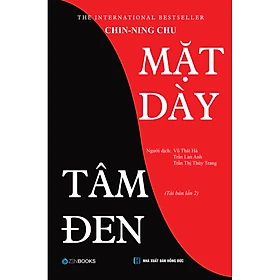 THE INTERNATIONAL BESTSELLER
CHIN-NING CHU
MẶT
DÀY
Người dịch: Vũ Thái Hà
Trần Lan Anh
Trần Thị Thùy Trang
(Tái bản lần 2)
TÂM
ĐEN
ZENBOOKS
NHÀ XUẤT BẢN HỒNG ĐỨC